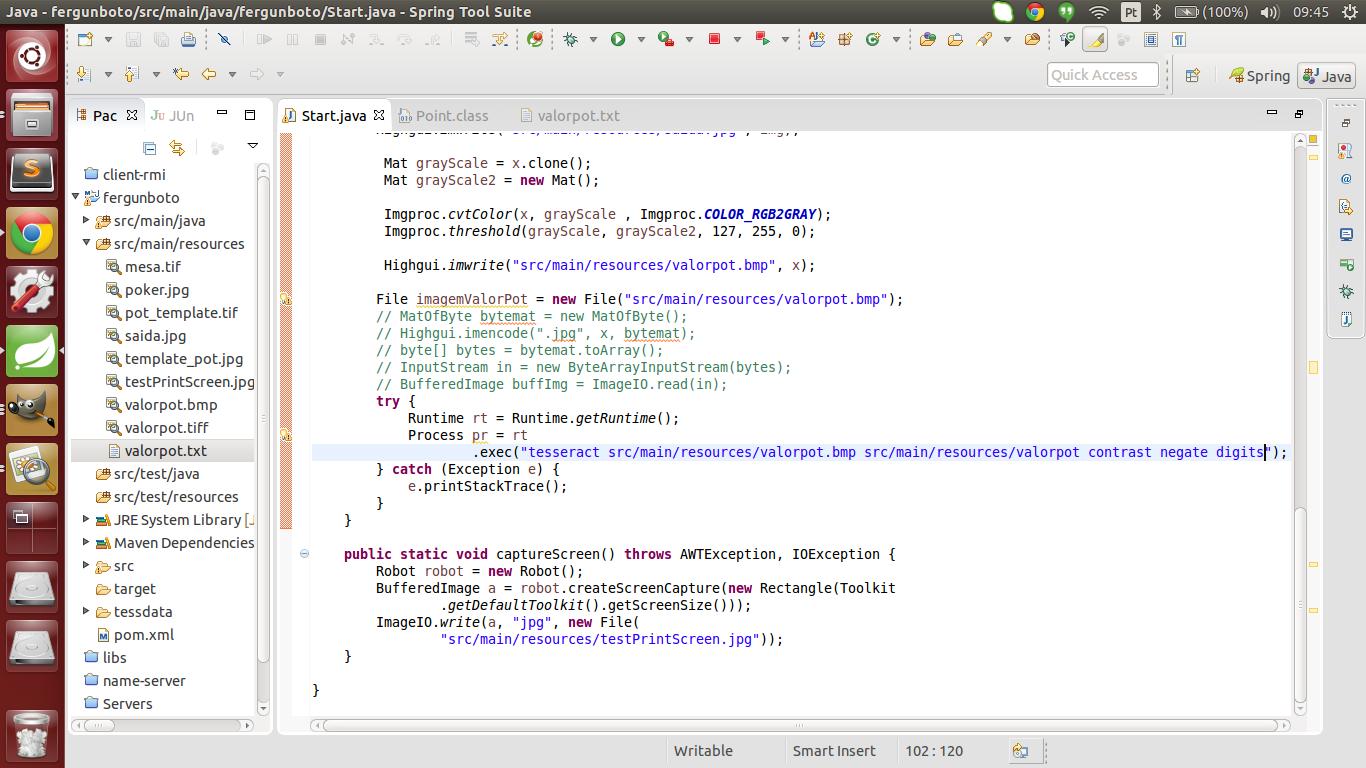 Java - fergunboto/src/main/java/fergunboto/Start.java - Spring Tool Suite
Pt
(100%)
09:45
Quick Access
Spring
Java
Pac
JUn
Start.java
Point.class
valorpot.txt
client-rmi
fergunboto
src/main/java
src/main/resources
mesa.tif
poker.jpg
pot_template.tif
saida.jpg
template_pot.jpg
testPrintScreen.jpg
valorpot.bmp
valorpot.tiff
valorpot.txt
src/test/java
src/test/resources
JRE System Library [J
Maven Dependencies
src
target
tessdata
pom.xml
libs
name-server
Servers
Highgui.imwrite("src/main/resources/saida.jpg", img);
Mat grayScale = x.clone();
Mat grayScale2 = new Mat();
Imgproc.cvtColor(x, grayScale , Imgproc.COLOR_RGB2GRAY);
Imgproc.threshold(grayScale, grayScale2, 127, 255, 0);
Highgui.imwrite("src/main/resources/valorpot.bmp", x);
File imagemValorPot = new File("src/main/resources/valorpot.bmp");
// MatOfByte bytemat = new MatOfByte();
// Highgui.imencode(".jpg", x, bytemat);
// byte[] bytes = bytemat.toArray();
// InputStream in = new ByteArrayInputStream(bytes);
// BufferedImage buffImg = ImageIO.read(in);
try {
Runtime rt = Runtime.getRuntime();
Process pr = rt
.exec("tesseract src/main/resources/valorpot.bmp src/main/resources/valorpot contrast negate digits");
} catch (Exception e) {
e.printStackTrace();
}
}
public static void captureScreen() throws AWTException, IOException {
Robot robot = new Robot();
BufferedImage a = robot.createScreenCapture(new Rectangle(Toolkit
.getDefaultToolkit().getScreenSize()));
ImageIO.write(a, "jpg", new File(
"src/main/resources/testPrintScreen.jpg"));
}
}
Writable
Smart Insert
102 : 120